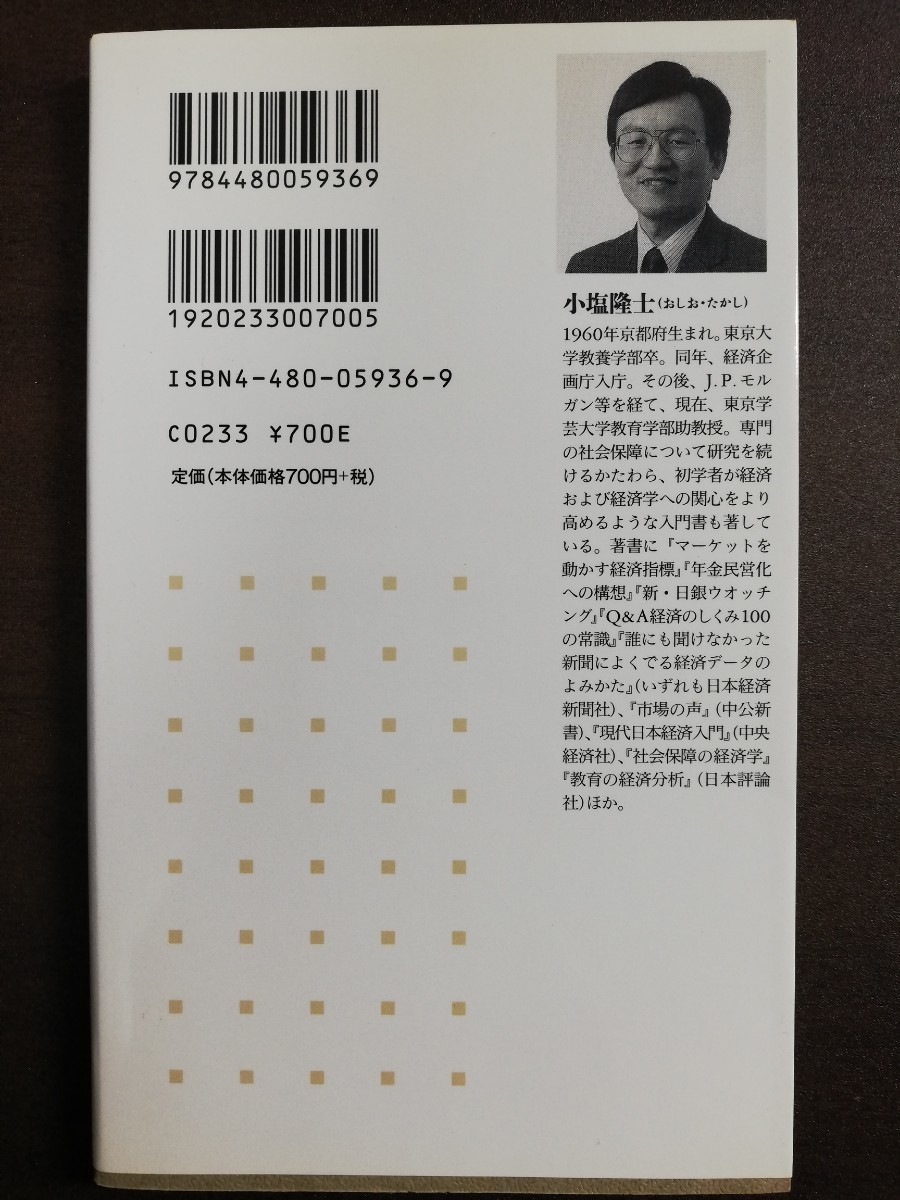 9784480059369
1920233007005
ISBN4-480-05936-9
C0233 ¥700E
定価(本体価格700円+税)
小塩隆士(おしお・たかし)
1960年京都府生まれ。東京大
学教養学部卒。同年、経済企
画庁入庁。その後、J.P.モル
ガン等を経て、現在、東京学
芸大学教育学部助教授。専門
の社会保障について研究を続
けるかたわら、初学者が経済
および経済学への関心をより
高めるような入門書も著して
いる。著書に『マーケットを
動かす経済指標』『年金民営化
への構想』『新・日銀ウオッチ
ング』『Q&A経済のしくみ100
の常識』『誰にも聞けなかった
新聞によくでる経済データの
よみかた』(いずれも日本経済
新聞社)、『市場の声』(中公新
書)、『現代日本経済入門』(中央
経済社)、『社会保障の経済学』
『教育の経済分析』(日本評論
社)ほか。